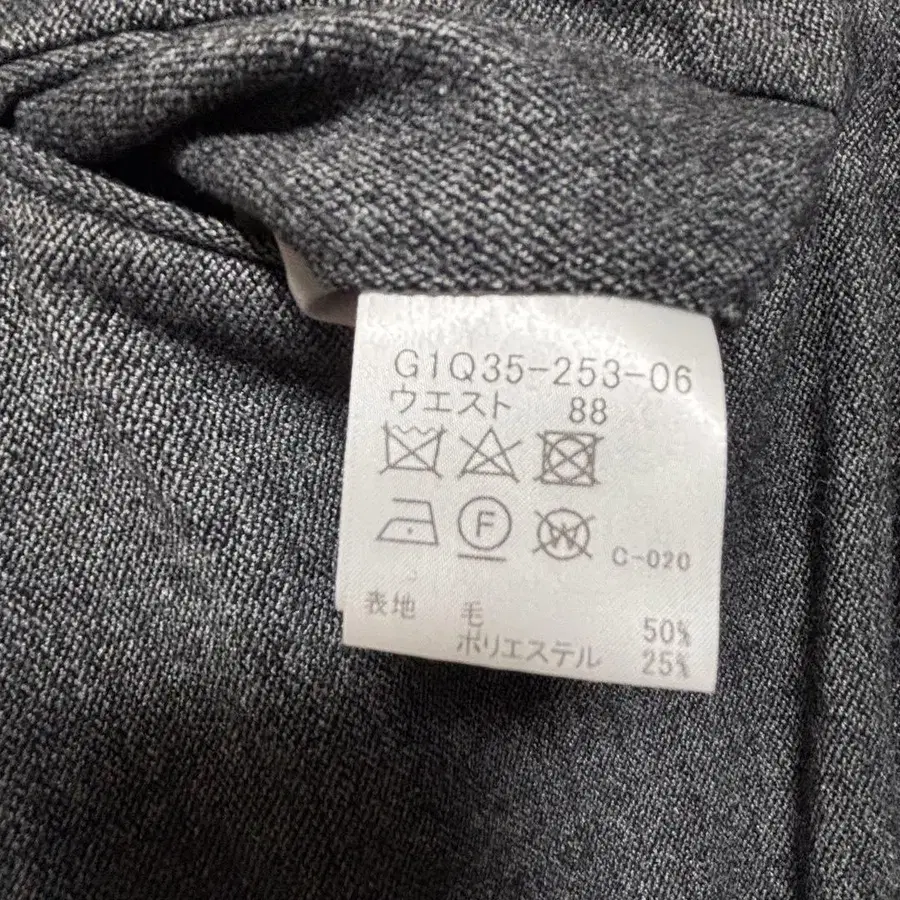 G1Q35-253-06
ウエスト 88
F W C-020
表地 毛 50%
ポリエステル 25%